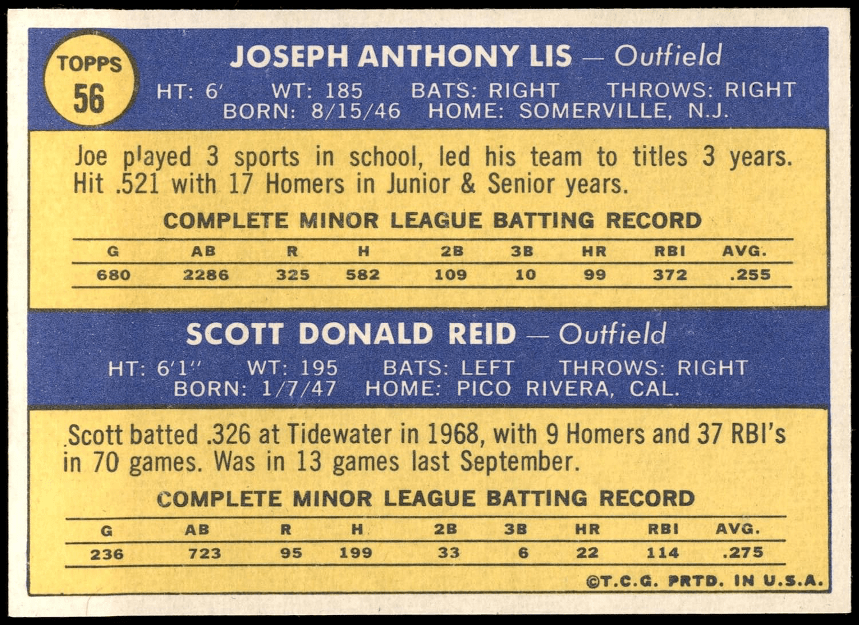 TOPPS
56
JOSEPH ANTHONY LIS — Outfield
HT: 6' WT: 185 BATS: RIGHT THROWS: RIGHT
BORN: 8/15/46 HOME: SOMERVILLE, N.J.
Joe played 3 sports in school, led his team to titles 3 years.
Hit .521 with 17 Homers in Junior & Senior years.
COMPLETE MINOR LEAGUE BATTING RECORD
G AB R H 2B 3B HR RBI AVG.
680 2286 325 582 109 10 99 372 .255
SCOTT DONALD REID — Outfield
HT: 6'1" WT: 195 BATS: LEFT THROWS: RIGHT
BORN: 1/7/47 HOME: PICO RIVERA, CAL.
Scott batted .326 at Tidewater in 1968, with 9 Homers and 37 RBI's
in 70 games. Was in 13 games last September.
COMPLETE MINOR LEAGUE BATTING RECORD
G AB R H 2B 3B HR RBI AVG.
236 723 95 199 33 6 22 114 .275
©T.C.G. PRTD. IN U.S.A.